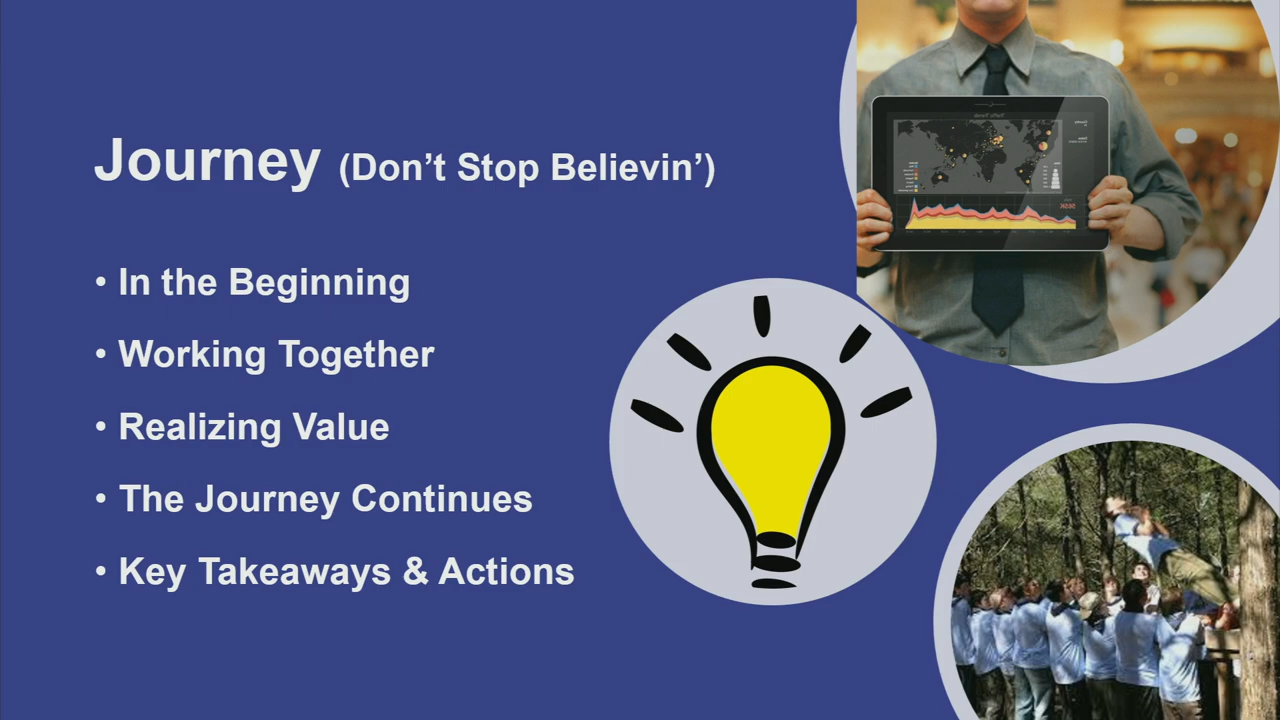 Journey (Don’t Stop Believin’)
• In the Beginning
• Working Together
• Realizing Value
• The Journey Continues
• Key Takeaways & Actions